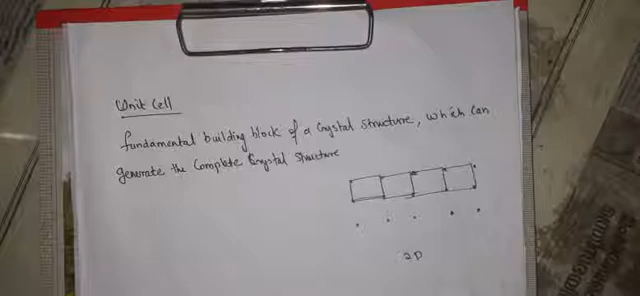 Unit Cell
fundamental building block of a Crystal structure, which can
generate the Complete Crystal Structure
2D